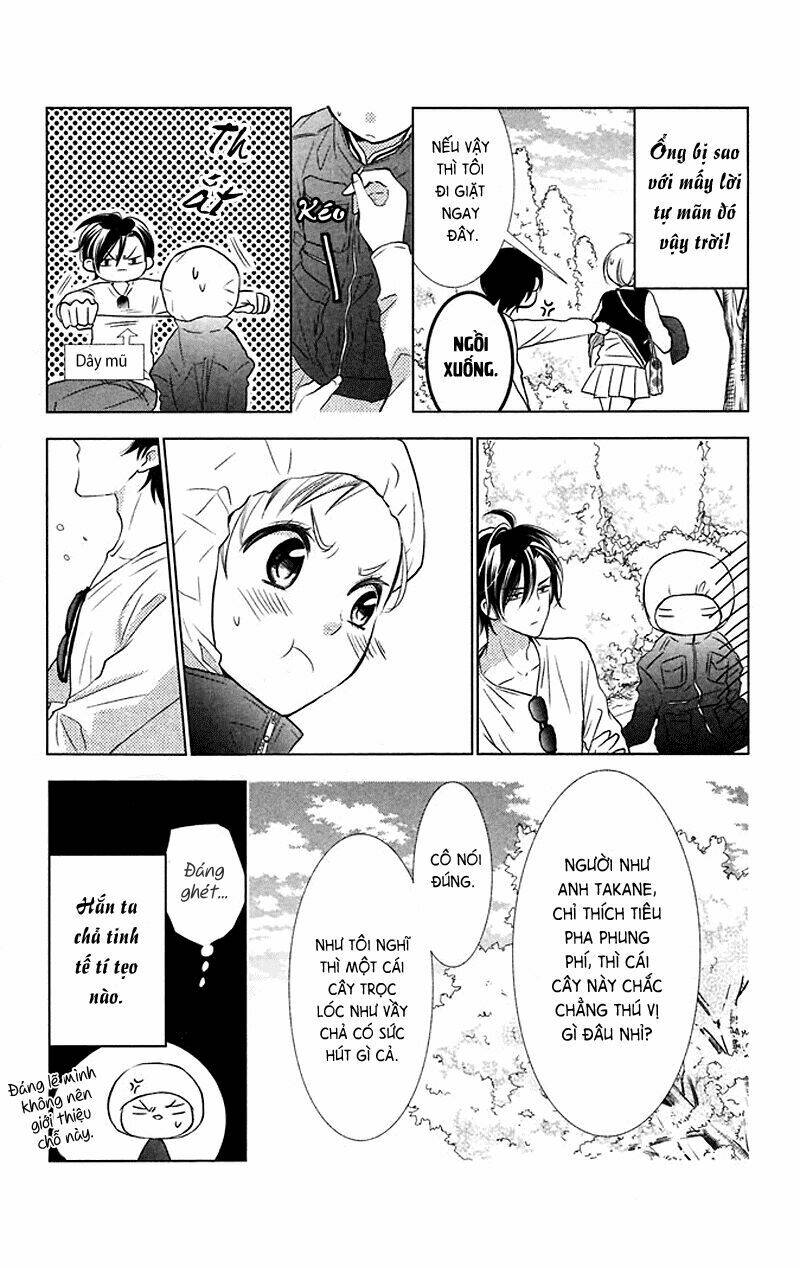 Ổng bị sao
với mấy lời
tự mãn đó
vậy trời!
NẾU VẬY
THÌ TÔI
ĐI GIẶT
NGAY
ĐÂY.
NGỒI
XUỐNG.
Kéo
Th
ắt
Dây mũ
NGƯỜI NHƯ
ANH TAKANE,
CHỈ THÍCH TIÊU
PHA PHUNG
PHÍ, THÌ CÁI
CÂY NÀY CHẮC
CHẲNG THÚ VỊ
GÌ ĐÂU NHỈ?
CÔ NÓI
ĐÚNG.
NHƯ TÔI NGHĨ
THÌ MỘT CÁI
CÂY TRỌC
LÓC NHƯ VẦY
CHẢ CÓ SỨC
HÚT GÌ CẢ.
Đáng
ghét...
Hắn ta
chả tinh
tế tí tẹo
nào.
Đáng lẽ mình
không nên
giới thiệu
chỗ này.